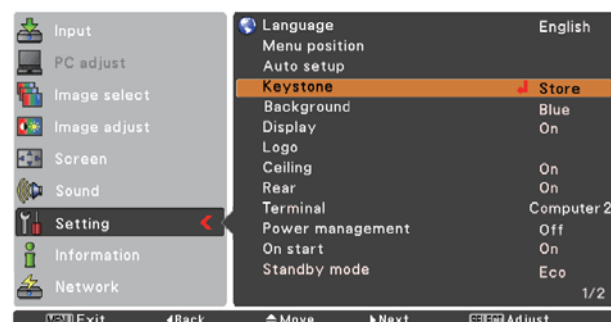 Input
PC adjust
Image select
Image adjust
Screen
Sound
Setting
Information
Network
Language English
Menu position
Auto setup
Keystone Store
Background Blue
Display On
Logo
Ceiling On
Rear On
Terminal Computer 2
Power management Off
On start On
Standby mode Eco
1/2
MENU Exit ◀Back ◆Move ▶Next SELECT Adjust